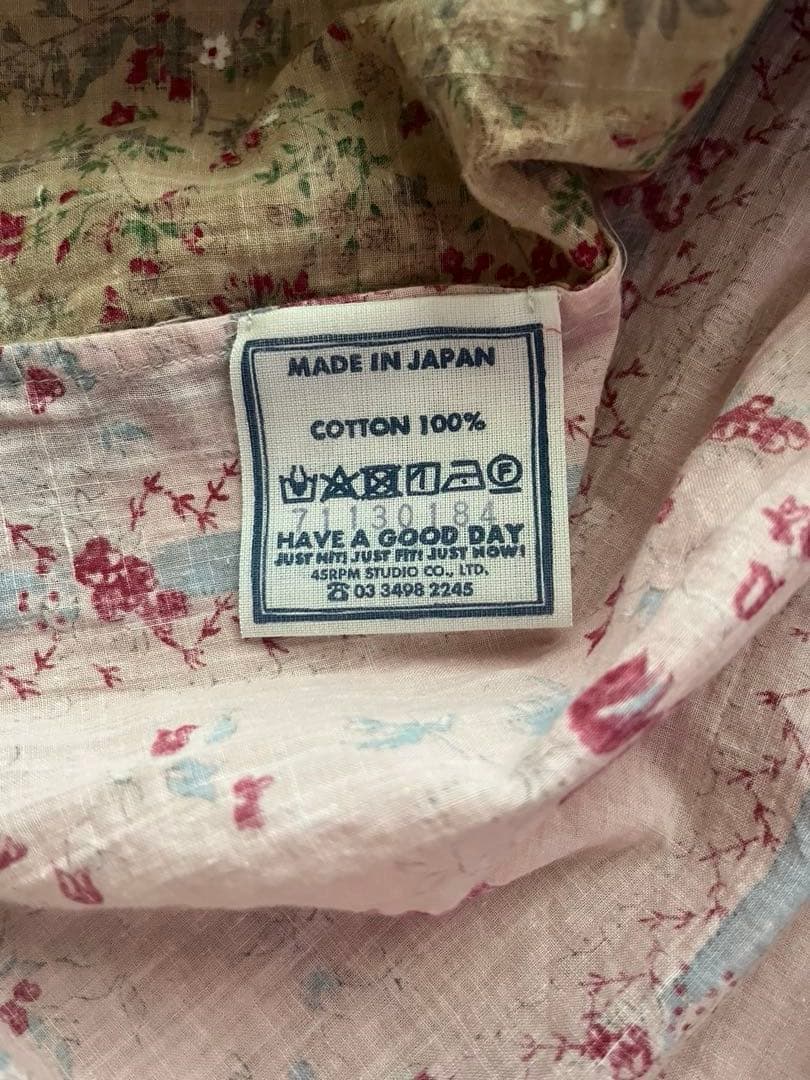 MADE IN JAPAN
COTTON 100%
F
71130184
HAVE A GOOD DAY
JUST NIT! JUST FIT! JUST NOW!
45RPM STUDIO CO., LTD.
☎ 03 3498 2245